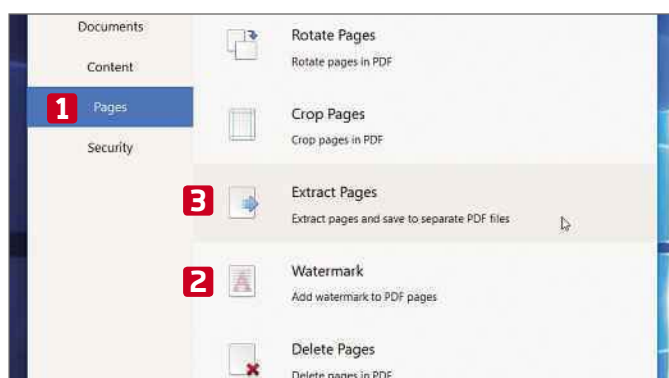 Documents
Content
1 Pages
Security
Rotate Pages
Rotate pages in PDF
Crop Pages
Crop pages in PDF
3 Extract Pages
Extract pages and save to separate PDF files
2 Watermark
Add watermark to PDF pages
Delete Pages
Delete pages in PDF